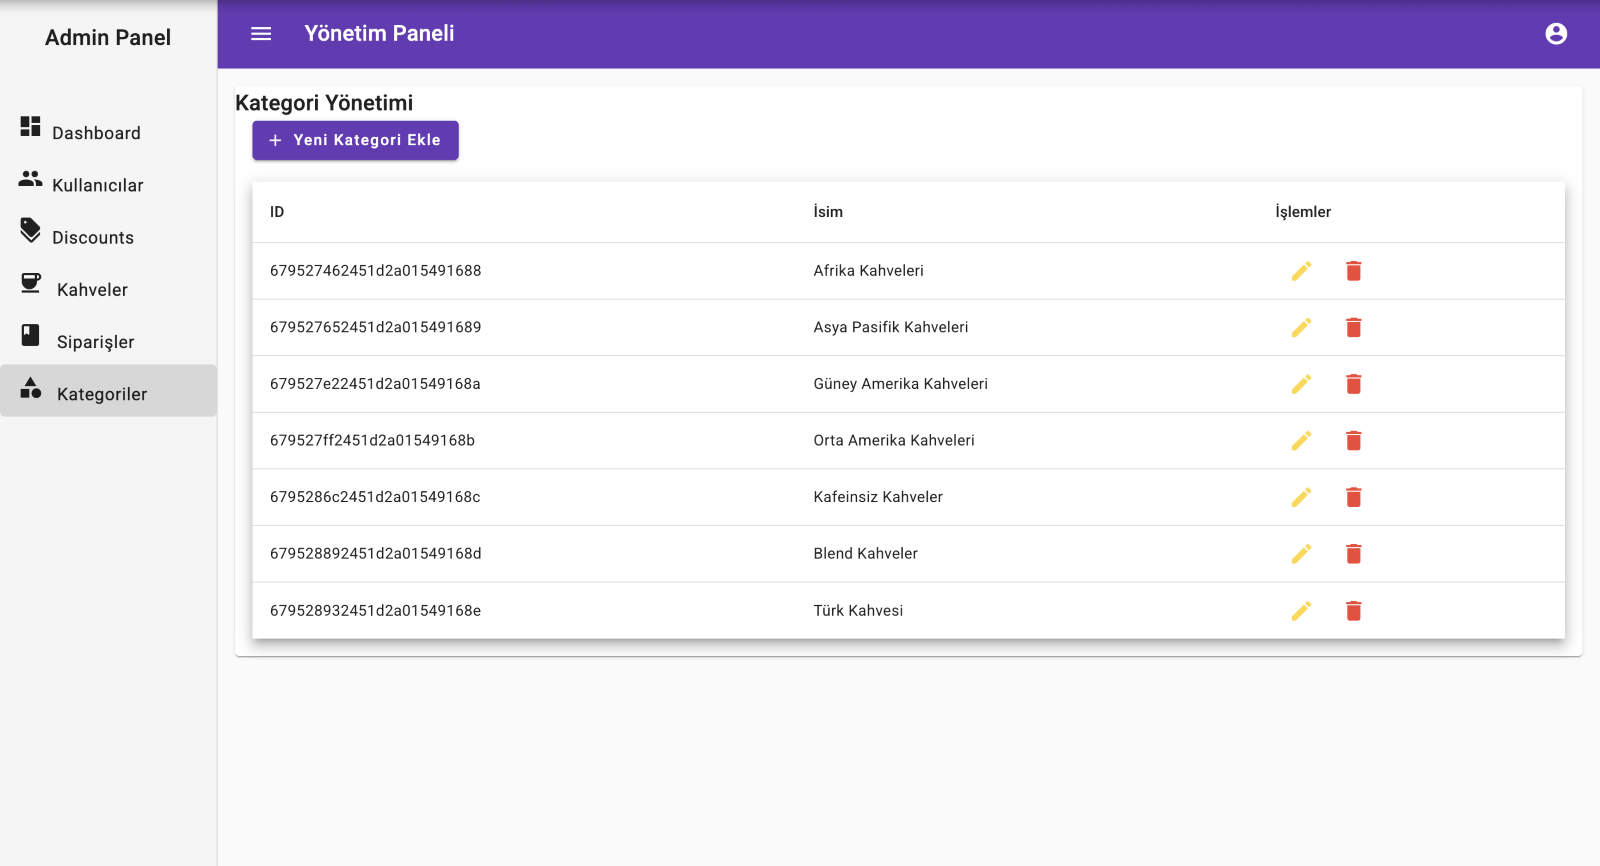 Admin Panel
Dashboard
Kullanıcılar
Discounts
Kahveler
Siparişler
Kategoriler
Yönetim Paneli
Kategori Yönetimi
+ Yeni Kategori Ekle
ID İsim İşlemler
679527462451d2a015491688 Afrika Kahveleri
679527652451d2a015491689 Asya Pasifik Kahveleri
679527e22451d2a01549168a Güney Amerika Kahveleri
679527ff2451d2a01549168b Orta Amerika Kahveleri
6795286c2451d2a01549168c Kafeinsiz Kahveler
679528892451d2a01549168d Blend Kahveler
679528932451d2a01549168e Türk Kahvesi